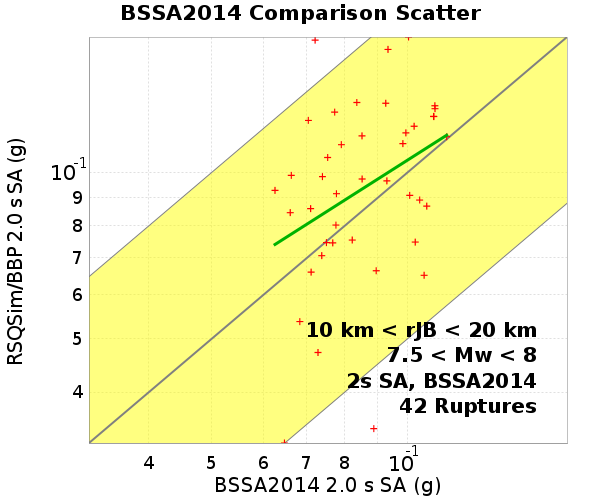 BSSA2014 Comparison Scatter
RSQSim/BBP 2.0 s SA (g)
10-1
9
8
7
6
5
4
10 km < rJB < 20 km
7.5 < Mw < 8
2s SA, BSSA2014
42 Ruptures
4 5 6 7 8 10-1
BSSA2014 2.0 s SA (g)